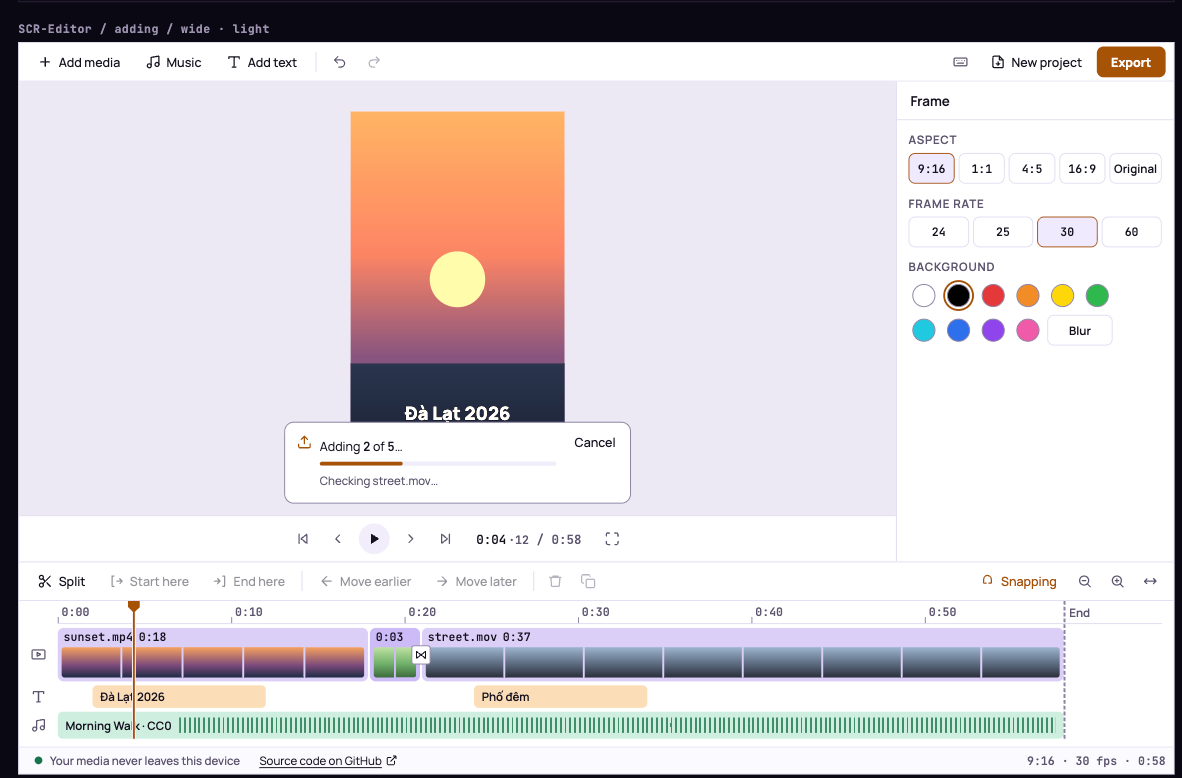 SCR-Editor / adding / wide · light
Add media
Music
Add text
New project
Export
Frame
ASPECT
9:16
1:1
4:5
16:9
Original
FRAME RATE
24
25
30
60
BACKGROUND
Blur
Đà Lạt 2026
Adding 2 of 5…
Cancel
Checking street.mov…
0:04·12 / 0:58
Split
Start here
End here
Move earlier
Move later
Snapping
0:00
0:10
0:20
0:30
0:40
0:50
End
sunset.mp4 0:18
0:03
street.mov 0:37
Đà Lạt 2026
Phố đêm
Morning Walk · CC0
Your media never leaves this device
Source code on GitHub
9:16 · 30 fps · 0:58